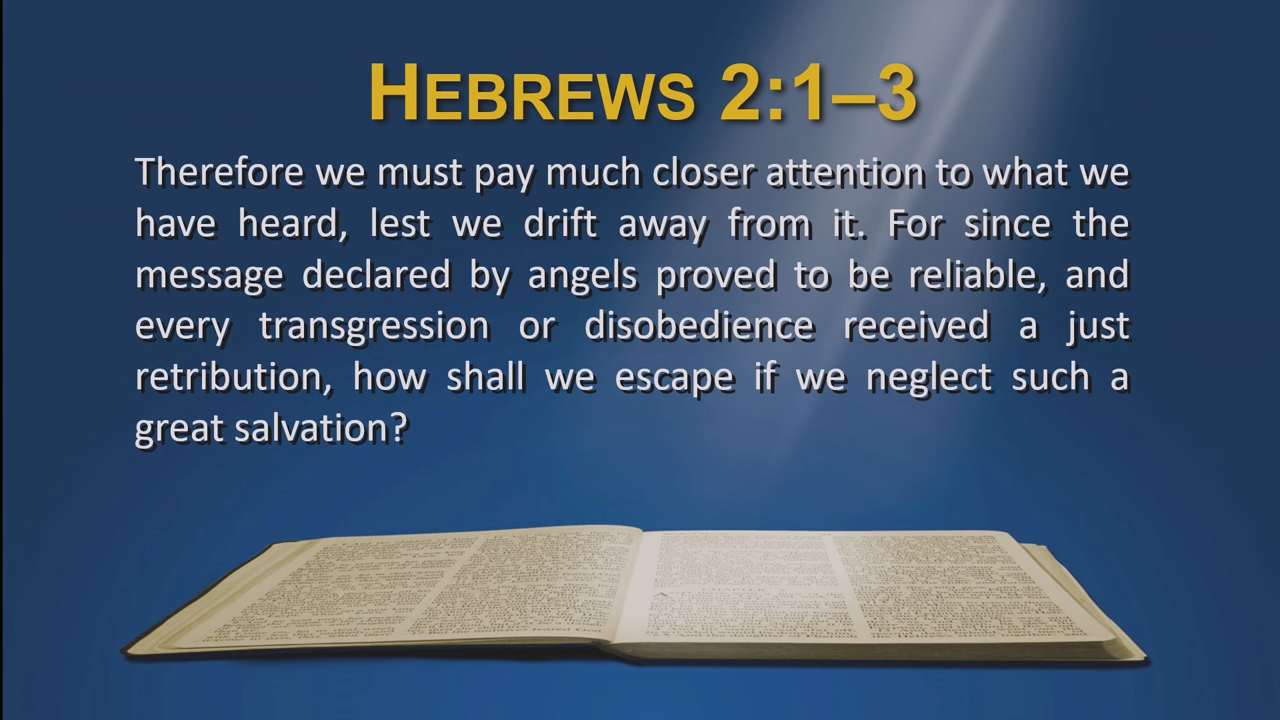 HEBREWS 2:1–3
Therefore we must pay much closer attention to what we
have heard, lest we drift away from it. For since the
message declared by angels proved to be reliable, and
every transgression or disobedience received a just
retribution, how shall we escape if we neglect such a
great salvation?